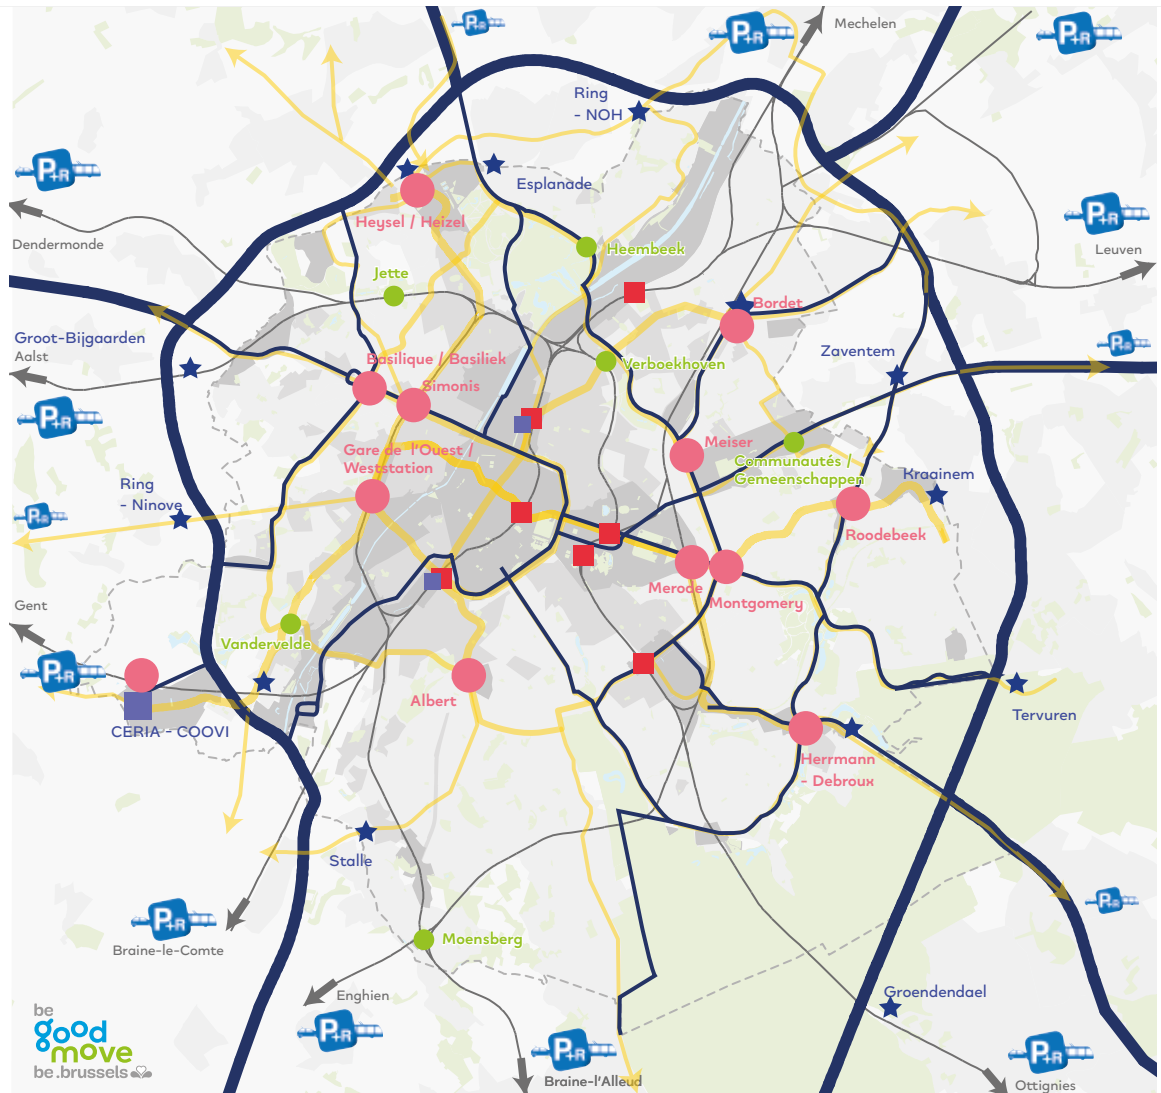 P+R
P+R
P+R
Mechelen
Ring
- NOH
P+R
Esplanade
Heysel / Heizel
P+R
Dendermonde
Heembeek
Leuven
Jette
Bordet
Groot-Bijgaarden
Aalst
Basilique / Basiliek
Simonis
Verboekhoven
Zaventem
P+R
P+R
Meiser
Gare de l'Ouest /
Weststation
Communautés /
Gemeenschappen
Kraainem
Ring
- Ninove
P+R
Roodebeek
Merode
Montgomery
Gent
Vandervelde
P+R
Albert
CERIA - COOVI
Tervuren
Herrmann
- Debroux
Stalle
P+R
P+R
Braine-le-Comte
Moensberg
Enghien
Groendendael
P+R
P+R
P+R
Braine-l'Alleud
Ottignies
be
good
move
be.brussels